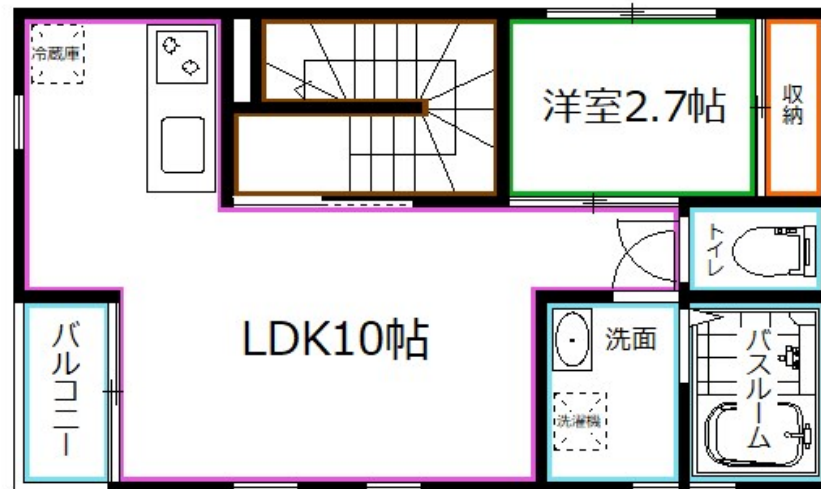 冷蔵庫
洋室2.7帖
収納
トイレ
LDK10帖
バルコニー
洗面
洗濯機
バスルーム